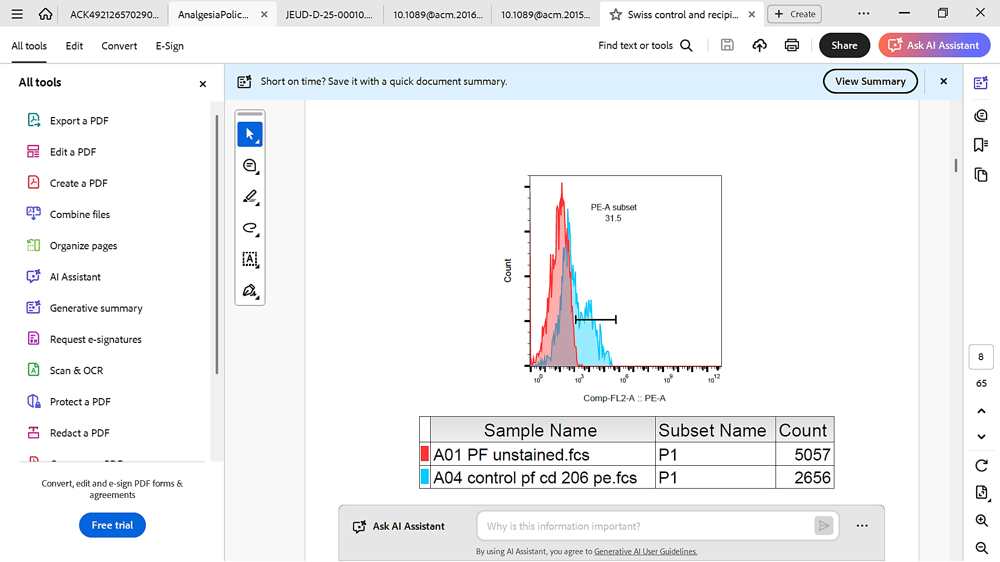 ACK492126570290...
AnalgesiaPolic...
JEUD-D-25-00010....
10.1089@acm.2016...
10.1089@acm.2015...
Swiss control and recipi...
Create
All tools
Edit
Convert
E-Sign
Find text or tools
Share
Ask AI Assistant
All tools
Short on time? Save it with a quick document summary.
View Summary
Export a PDF
Edit a PDF
Create a PDF
Combine files
Organize pages
AI Assistant
Generative summary
Request e-signatures
Scan & OCR
Protect a PDF
Redact a PDF
Convert, edit and e-sign PDF forms &
agreements
Free trial
PE-A subset
31.5
Count
10^0 10^3 10^6 10^9 10^12
Comp-FL2-A :: PE-A
Sample Name Subset Name Count
A01 PF unstained.fcs P1 5057
A04 control pf cd 206 pe.fcs P1 2656
Ask AI Assistant
Why is this information important?
By using AI Assistant, you agree to Generative AI User Guidelines.
8
65